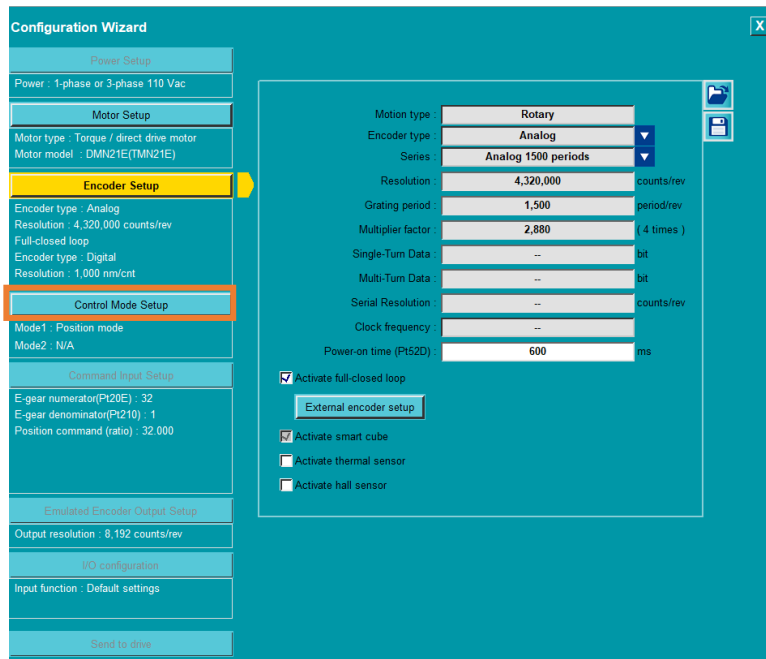 Configuration Wizard
X
Power Setup
Power : 1-phase or 3-phase 110 Vac
Motor Setup
Motor type : Torque / direct drive motor
Motor model : DMN21E(TMN21E)
Encoder Setup
Encoder type : Analog
Resolution : 4,320,000 counts/rev
Full-closed loop
Encoder type : Digital
Resolution : 1,000 nm/cnt
Control Mode Setup
Mode1 : Position mode
Mode2 : N/A
Command Input Setup
E-gear numerator(Pt20E) : 32
E-gear denominator(Pt210) : 1
Position command (ratio) : 32.000
Emulated Encoder Output Setup
Output resolution : 8,192 counts/rev
I/O configuration
Input function : Default settings
Send to drive
Motion type : Rotary
Encoder type : Analog
Series : Analog 1500 periods
Resolution : 4,320,000 counts/rev
Grating period : 1,500 period/rev
Multiplier factor : 2,880 ( 4 times )
Single-Turn Data : -- bit
Multi-Turn Data : -- bit
Serial Resolution : -- counts/rev
Clock frequency : --
Power-on time (Pt52D) : 600 ms
Activate full-closed loop
External encoder setup
Activate smart cube
Activate thermal sensor
Activate hall sensor